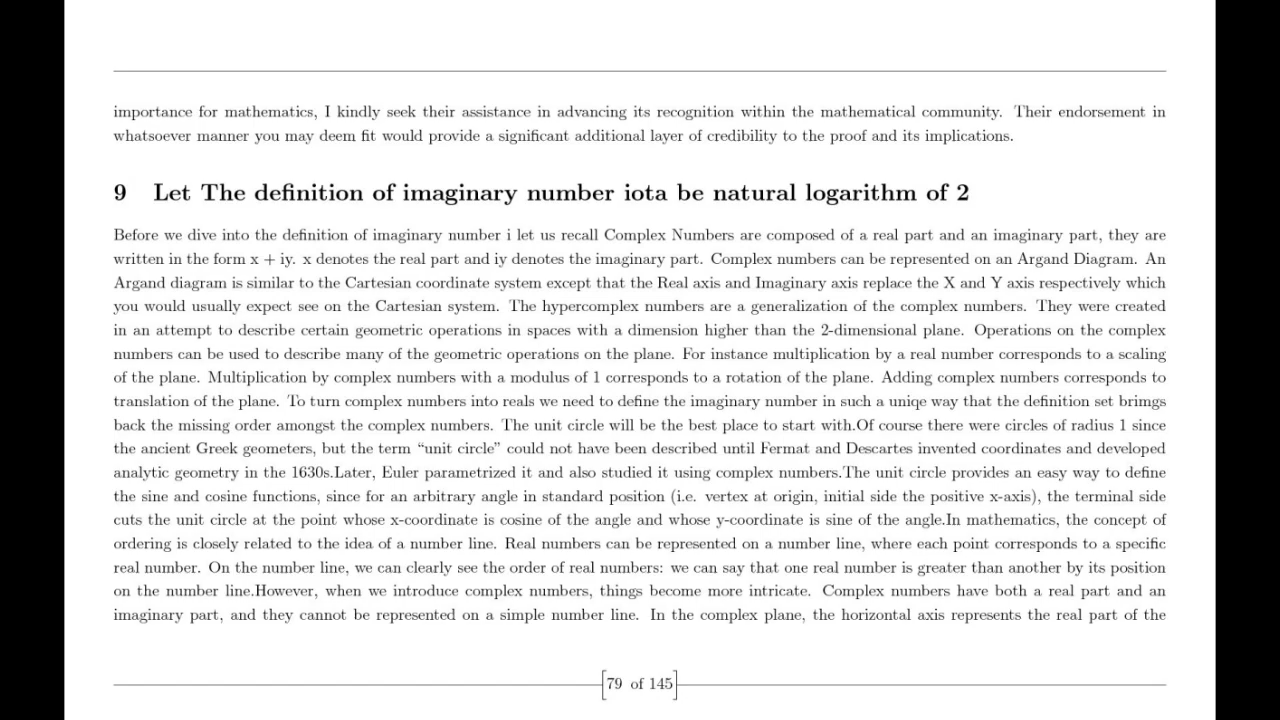 importance for mathematics, I kindly seek their assistance in advancing its recognition within the mathematical community. Their endorsement in
whatsoever manner you may deem fit would provide a significant additional layer of credibility to the proof and its implications.
9 Let The definition of imaginary number iota be natural logarithm of 2
Before we dive into the definition of imaginary number i let us recall Complex Numbers are composed of a real part and an imaginary part, they are
written in the form x + iy. x denotes the real part and iy denotes the imaginary part. Complex numbers can be represented on an Argand Diagram. An
Argand diagram is similar to the Cartesian coordinate system except that the Real axis and Imaginary axis replace the X and Y axis respectively which
you would usually expect see on the Cartesian system. The hypercomplex numbers are a generalization of the complex numbers. They were created
in an attempt to describe certain geometric operations in spaces with a dimension higher than the 2-dimensional plane. Operations on the complex
numbers can be used to describe many of the geometric operations on the plane. For instance multiplication by a real number corresponds to a scaling
of the plane. Multiplication by complex numbers with a modulus of 1 corresponds to a rotation of the plane. Adding complex numbers corresponds to
translation of the plane. To turn complex numbers into reals we need to define the imaginary number in such a uniqe way that the definition set brimgs
back the missing order amongst the complex numbers. The unit circle will be the best place to start with.Of course there were circles of radius 1 since
the ancient Greek geometers, but the term “unit circle” could not have been described until Fermat and Descartes invented coordinates and developed
analytic geometry in the 1630s.Later, Euler parametrized it and also studied it using complex numbers.The unit circle provides an easy way to define
the sine and cosine functions, since for an arbitrary angle in standard position (i.e. vertex at origin, initial side the positive x-axis), the terminal side
cuts the unit circle at the point whose x-coordinate is cosine of the angle and whose y-coordinate is sine of the angle.In mathematics, the concept of
ordering is closely related to the idea of a number line. Real numbers can be represented on a number line, where each point corresponds to a specific
real number. On the number line, we can clearly see the order of real numbers: we can say that one real number is greater than another by its position
on the number line.However, when we introduce complex numbers, things become more intricate. Complex numbers have both a real part and an
imaginary part, and they cannot be represented on a simple number line. In the complex plane, the horizontal axis represents the real part of the
[79 of 145]